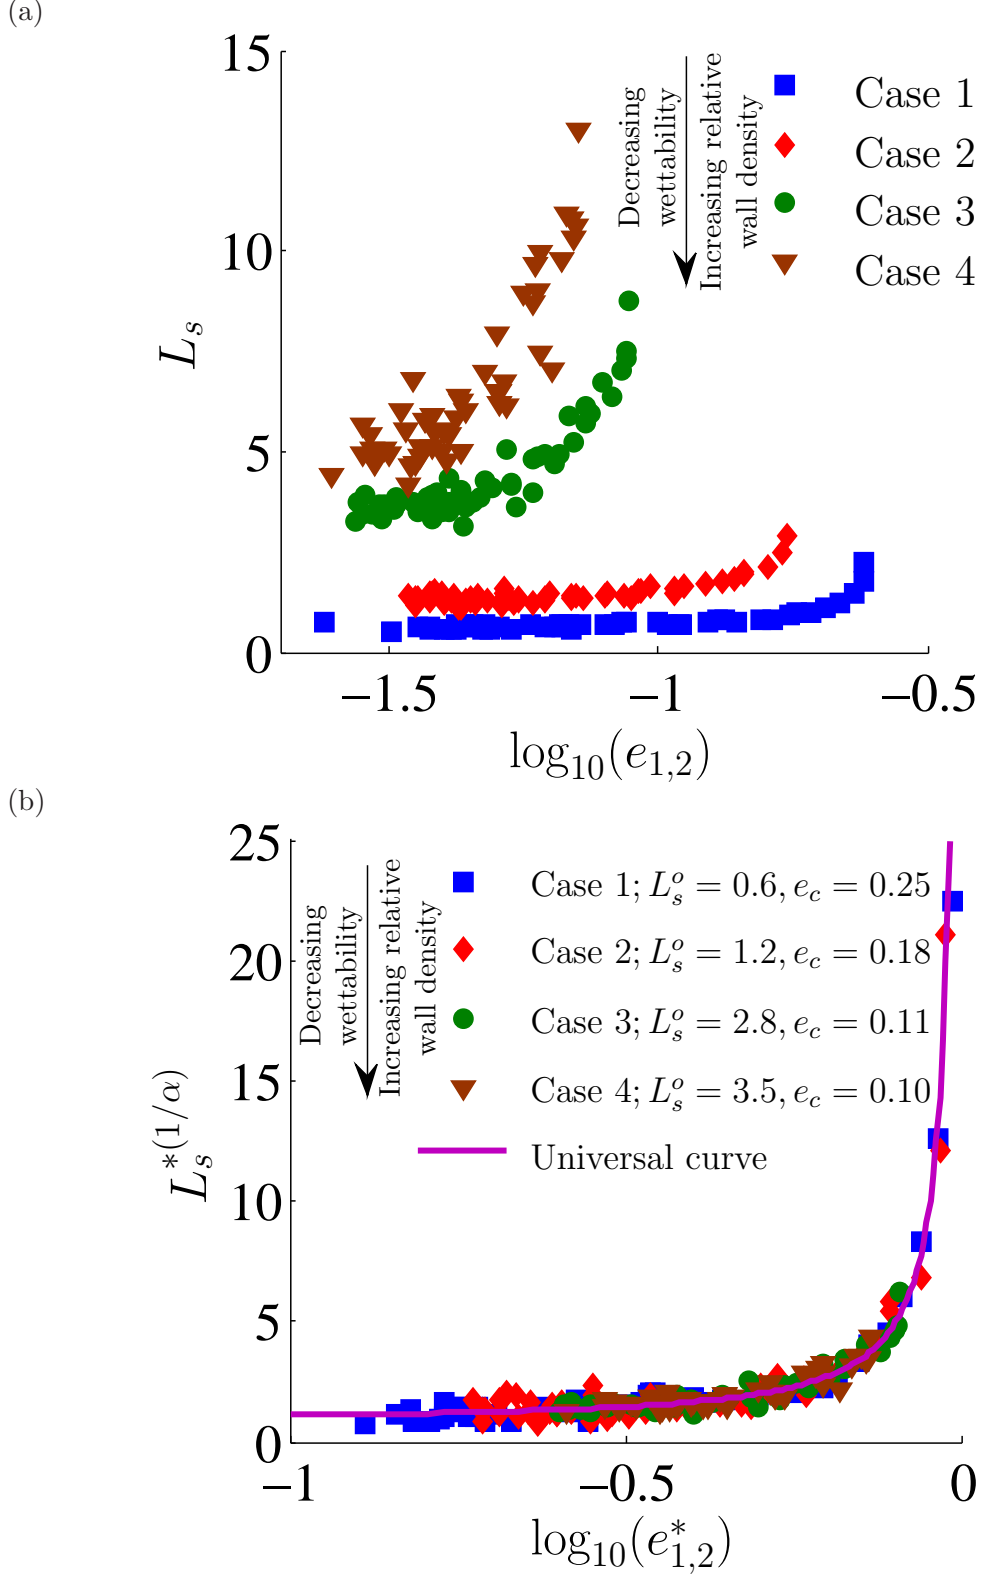 (a)
15
10
5
0
L_s
−1.5
−1
−0.5
log₁₀(e₁,₂)
Decreasing
wettability
Increasing relative
wall density
Case 1
Case 2
Case 3
Case 4
(b)
25
20
15
10
5
0
L_s^{*(1/α)}
−1
−0.5
0
log₁₀(e*₁,₂)
Decreasing
wettability
Increasing relative
wall density
Case 1; L_s^o = 0.6, e_c = 0.25
Case 2; L_s^o = 1.2, e_c = 0.18
Case 3; L_s^o = 2.8, e_c = 0.11
Case 4; L_s^o = 3.5, e_c = 0.10
Universal curve